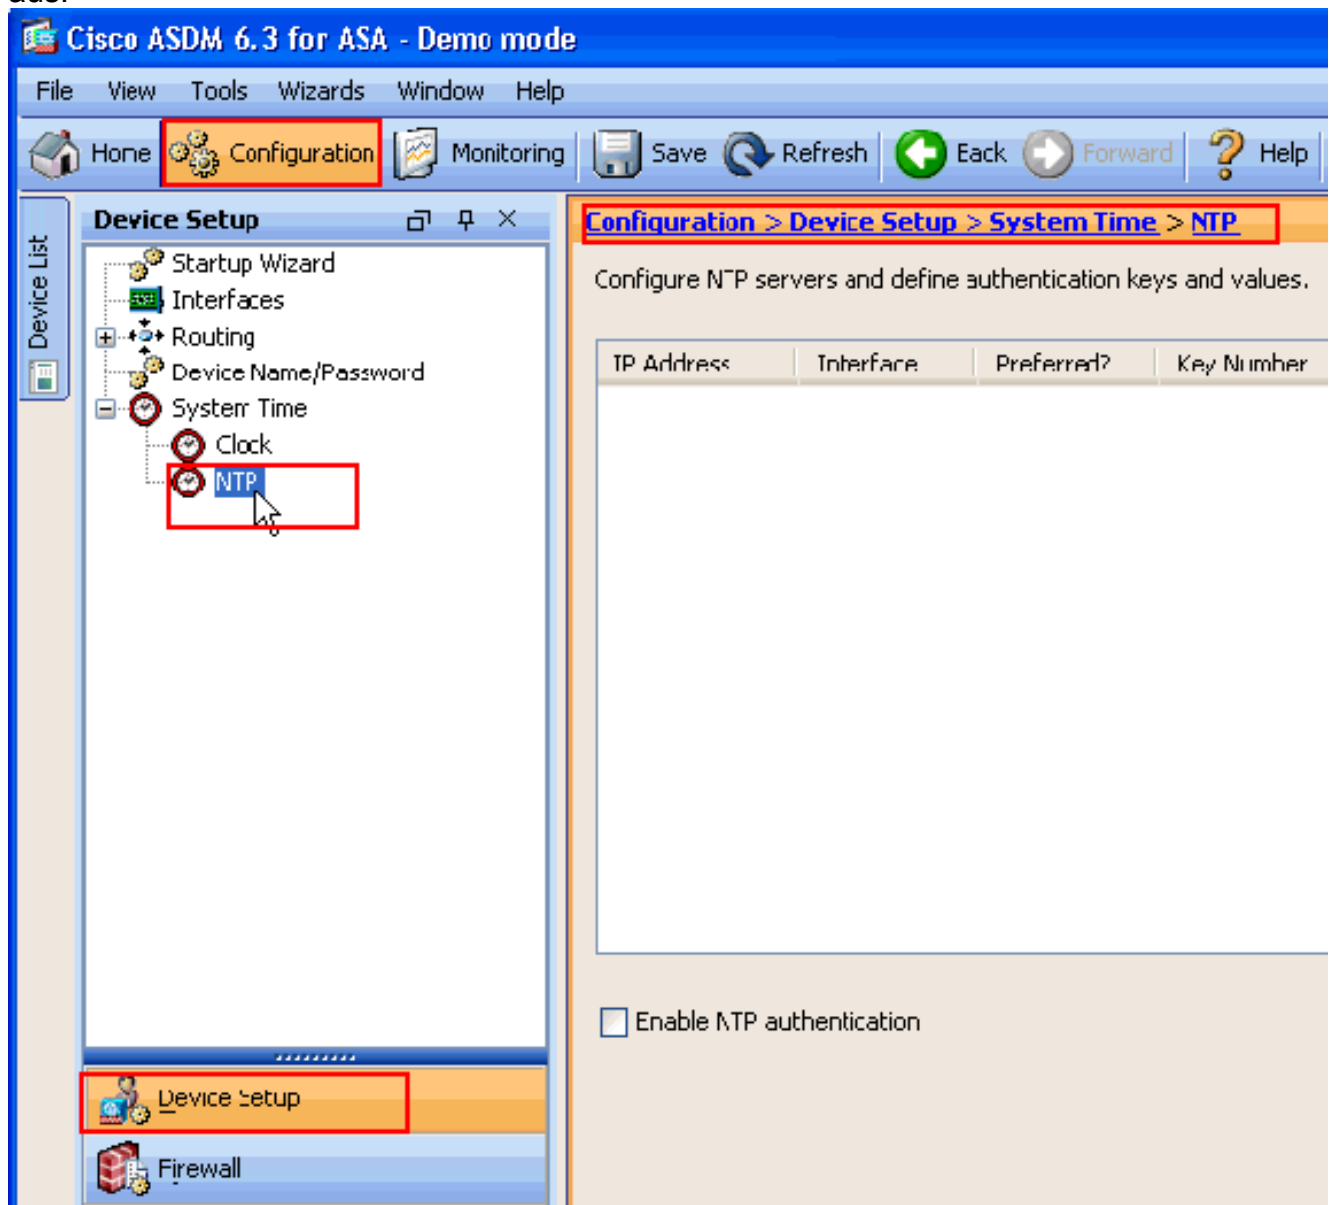 Cisco ASDM 6.3 for ASA - Demo mode
File View Tools Wizards Window Help
Home Configuration Monitoring Save Refresh Back Forward Help
Device List
Device Setup
Startup Wizard
Interfaces
Routing
Device Name/Password
System Time
Clock
NTP
Configuration > Device Setup > System Time > NTP
Configure NTP servers and define authentication keys and values.
IP Address Interface Preferred? Key Number
Enable NTP authentication
Device Setup
Firewall